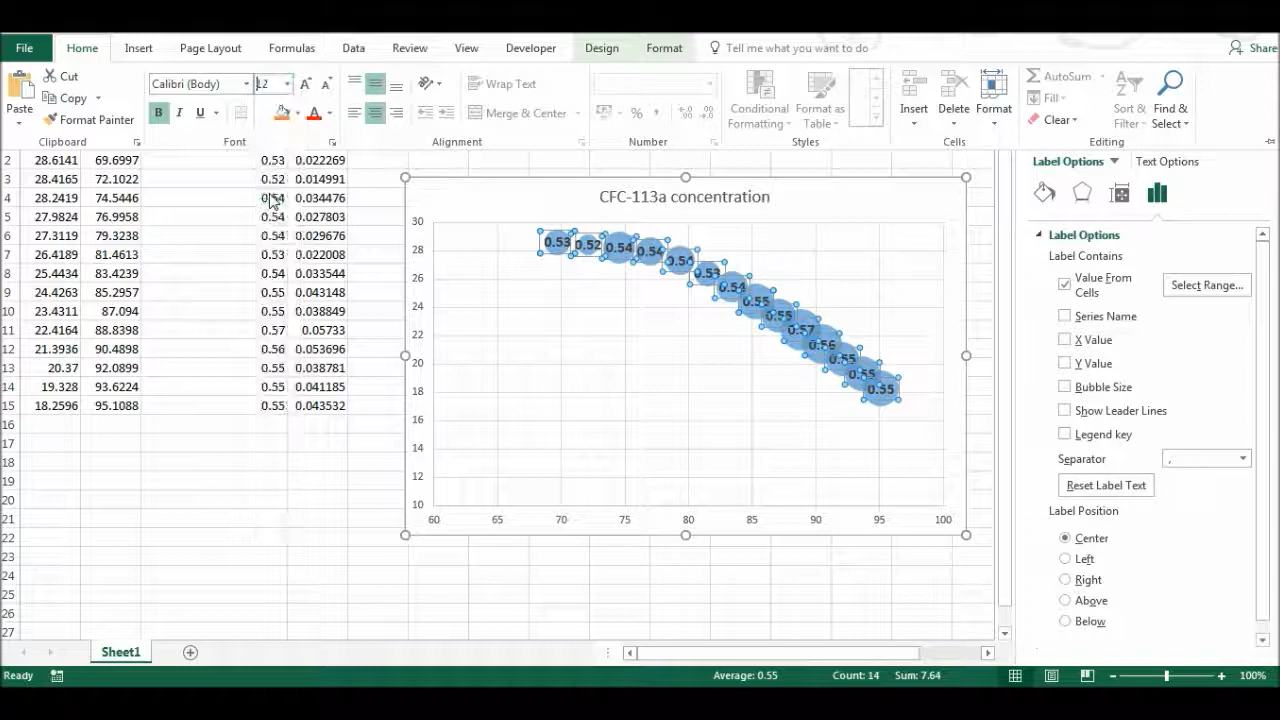 File Home Insert Page Layout Formulas Data Review View Developer Design Format Tell me what you want to do Share
Paste Cut Copy Format Painter
Calibri (Body) 12
B I U
Wrap Text
Merge & Center
Conditional Formatting Format as Table
Insert Delete Format
AutoSum Fill Clear
Sort & Filter Find & Select
Clipboard Font Alignment Number Styles Cells Editing
2 28.6141 69.6997 0.53 0.022269
3 28.4165 72.1022 0.52 0.014991
4 28.2419 74.5446 0.54 0.034476
5 27.9824 76.9958 0.54 0.027803
6 27.3119 79.3238 0.54 0.029676
7 26.4189 81.4613 0.53 0.022008
8 25.4434 83.4239 0.54 0.033544
9 24.4263 85.2957 0.55 0.043148
10 23.4311 87.094 0.55 0.038849
11 22.4164 88.8398 0.57 0.05733
12 21.3936 90.4898 0.56 0.053696
13 20.37 92.0899 0.55 0.038781
14 19.328 93.6224 0.55 0.041185
15 18.2596 95.1088 0.55 0.043532
16
17
18
19
20
21
22
23
24
25
26
27
CFC-113a concentration
30
28
26
24
22
20
18
16
14
12
10
0.53 0.52 0.54 0.54 0.54 0.53 0.54 0.55 0.55 0.57 0.56 0.55 0.55 0.55
60 65 70 75 80 85 90 95 100
Label Options Text Options
Label Options
Label Contains
Value From Cells
Select Range...
Series Name
X Value
Y Value
Bubble Size
Show Leader Lines
Legend key
Separator ,
Reset Label Text
Label Position
Center
Left
Right
Above
Below
Sheet1
Ready Average: 0.55 Count: 14 Sum: 7.64 100%